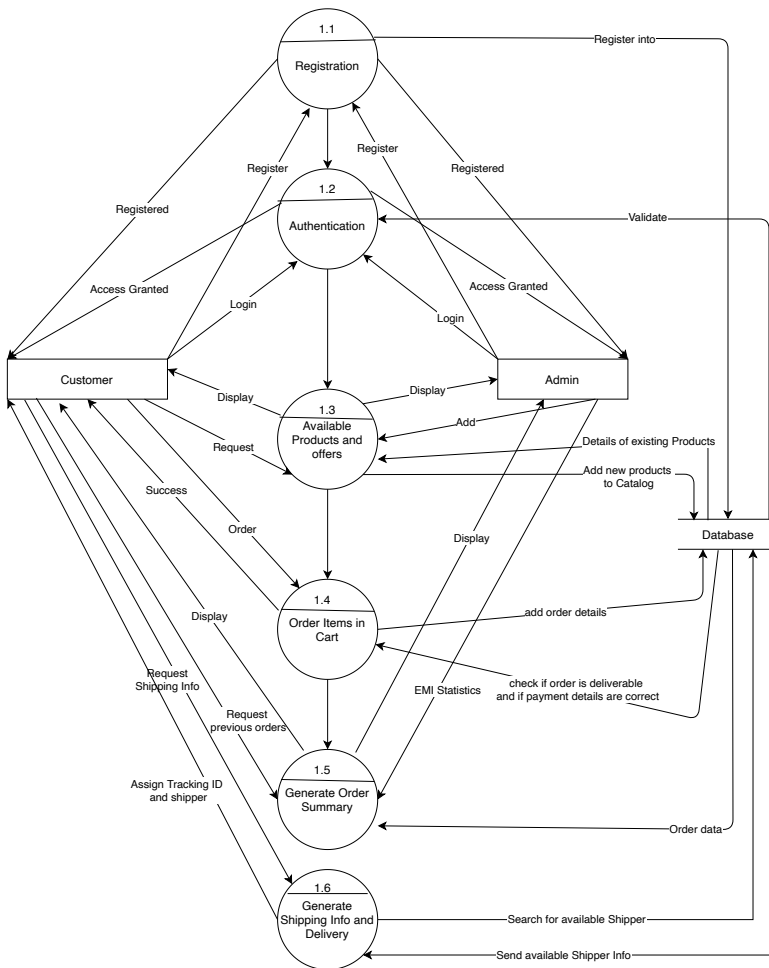 1.1
Registration
Register into
Register
Register
Registered
Registered
1.2
Authentication
Validate
Access Granted
Access Granted
Login
Login
Customer
Admin
Display
Display
1.3
Available
Products and
offers
Add
Request
Details of existing Products
Add new products
to Catalog
Success
Order
Display
Database
1.4
Order Items in
Cart
add order details
Display
Request
Shipping Info
check if order is deliverable
and if payment details are correct
EMI Statistics
Request
previous orders
1.5
Generate Order
Summary
Assign Tracking ID
and shipper
Order data
1.6
Generate
Shipping Info and
Delivery
Search for available Shipper
Send available Shipper Info